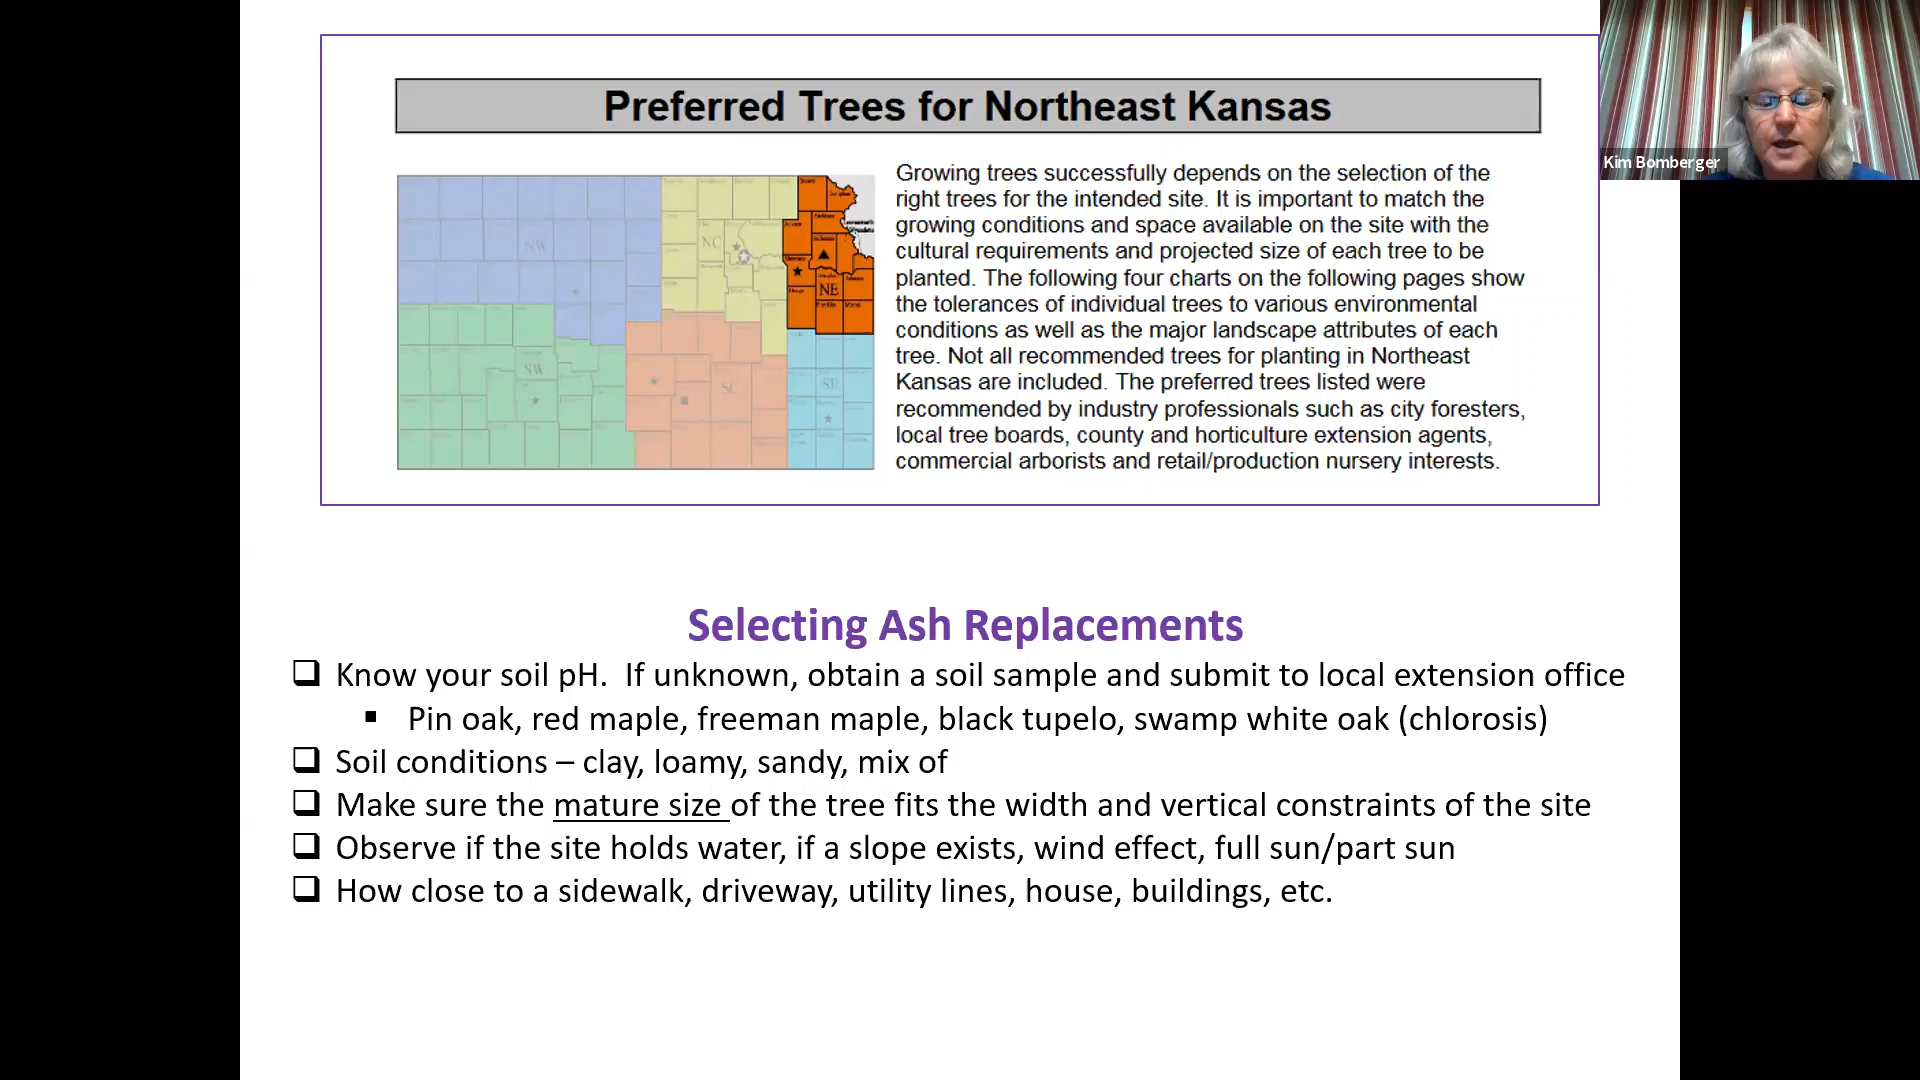 Preferred Trees for Northeast Kansas
Kim Bomberger
Growing trees successfully depends on the selection of the
right trees for the intended site. It is important to match the
growing conditions and space available on the site with the
cultural requirements and projected size of each tree to be
planted. The following four charts on the following pages show
the tolerances of individual trees to various environmental
conditions as well as the major landscape attributes of each
tree. Not all recommended trees for planting in Northeast
Kansas are included. The preferred trees listed were
recommended by industry professionals such as city foresters,
local tree boards, county and horticulture extension agents,
commercial arborists and retail/production nursery interests.
NW
NC
NE
SW
SE
Selecting Ash Replacements
Know your soil pH. If unknown, obtain a soil sample and submit to local extension office
Pin oak, red maple, freeman maple, black tupelo, swamp white oak (chlorosis)
Soil conditions – clay, loamy, sandy, mix of
Make sure the mature size of the tree fits the width and vertical constraints of the site
Observe if the site holds water, if a slope exists, wind effect, full sun/part sun
How close to a sidewalk, driveway, utility lines, house, buildings, etc.